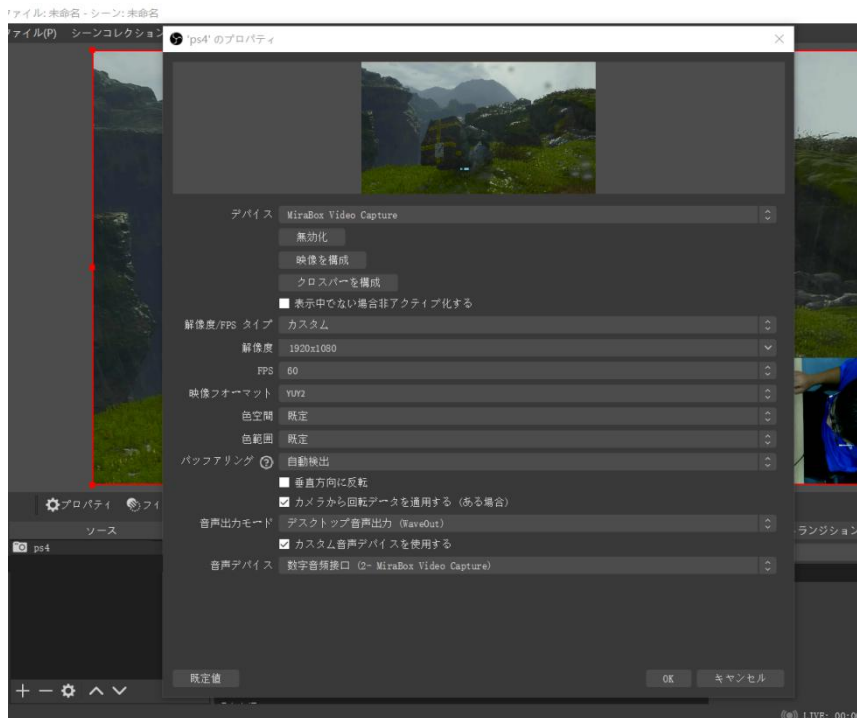 ァイル: 未命名 - シーン: 未命名
ファイル(P) シーンコレクション
'ps4' のプロパティ
デバイス MiraBox Video Capture
無効化
映像を構成
クロスバーを構成
表示中でない場合非アクティブ化する
解像度/FPS タイプ カスタム
解像度 1920x1080
FPS 60
映像フォーマット YUY2
色空間 既定
色範囲 既定
バッファリング ? 自動検出
垂直方向に反転
カメラから回転データを適用する (ある場合)
プロパティ フィ
音声出力モード デスクトップ音声出力 (WaveOut)
ソース
ランジション
カスタム音声デバイスを使用する
ps4
音声デバイス 数字音频接口 (2- MiraBox Video Capture)
既定値 OK キャンセル
LIVE: 00:0